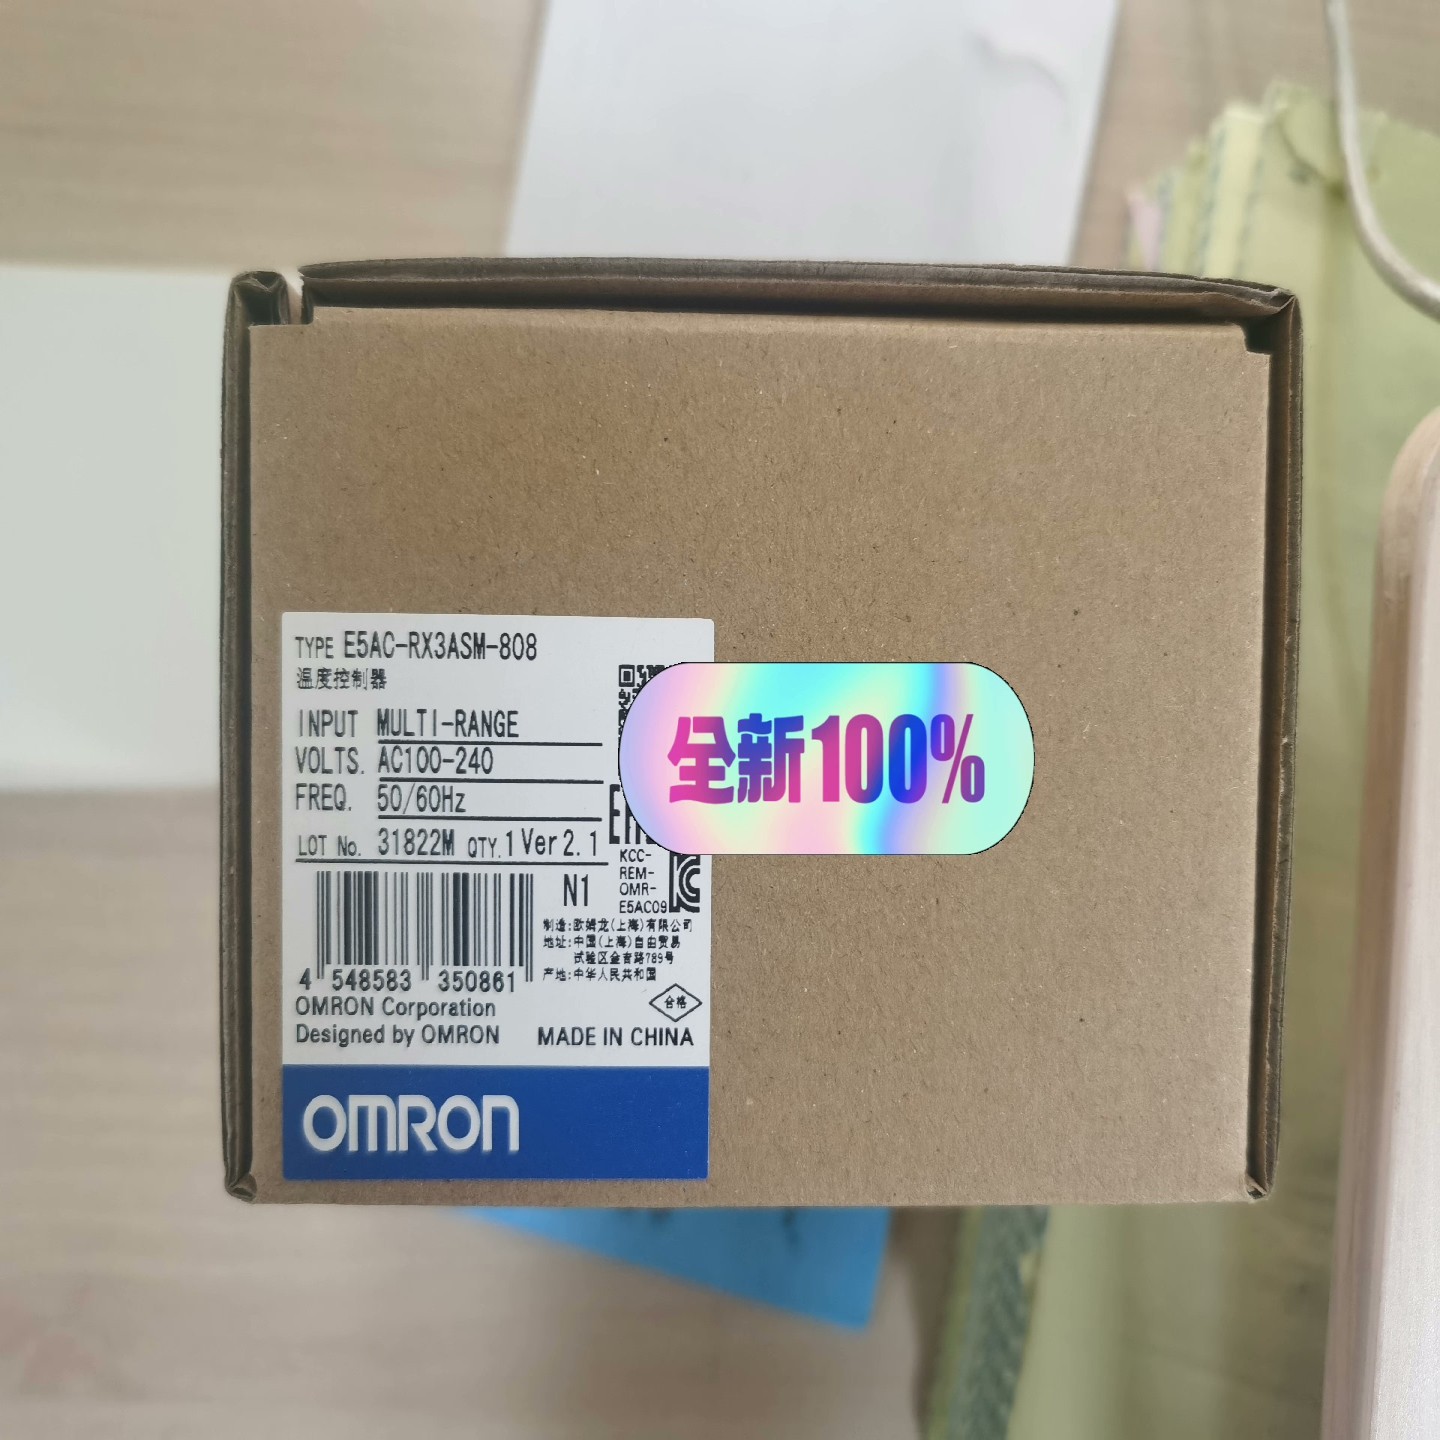 TYPE E5AC-RX3ASM-808
温度控制器
INPUT MULTI-RANGE
VOLTS. AC100-240
FREQ. 50/60Hz
LOT No. 31822M QTY. 1 Ver 2.1
全新100%
KCC-
REM-
OMR-
E5AC09
N1
制造:欧姆龙(上海)有限公司
地址:中国(上海)自由贸易
试验区金吉路789号
产地:中华人民共和国
4 548583 350861
合格
OMRON Corporation
Designed by OMRON
MADE IN CHINA
OMRON